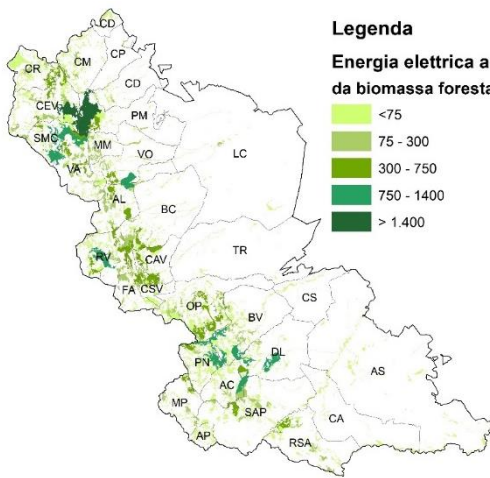 Legenda
Energia elettrica a
da biomassa foresta
<75
75 - 300
300 - 750
750 - 1400
> 1.400
CD
CP
CM
CR
CD
CEV
PM
SMC
MM
VO
LC
VA
AL
BC
RV
CAV
TR
FA
CSV
OP
CS
BV
PN
DL
AS
AC
MP
SAP
CA
AP
RSA